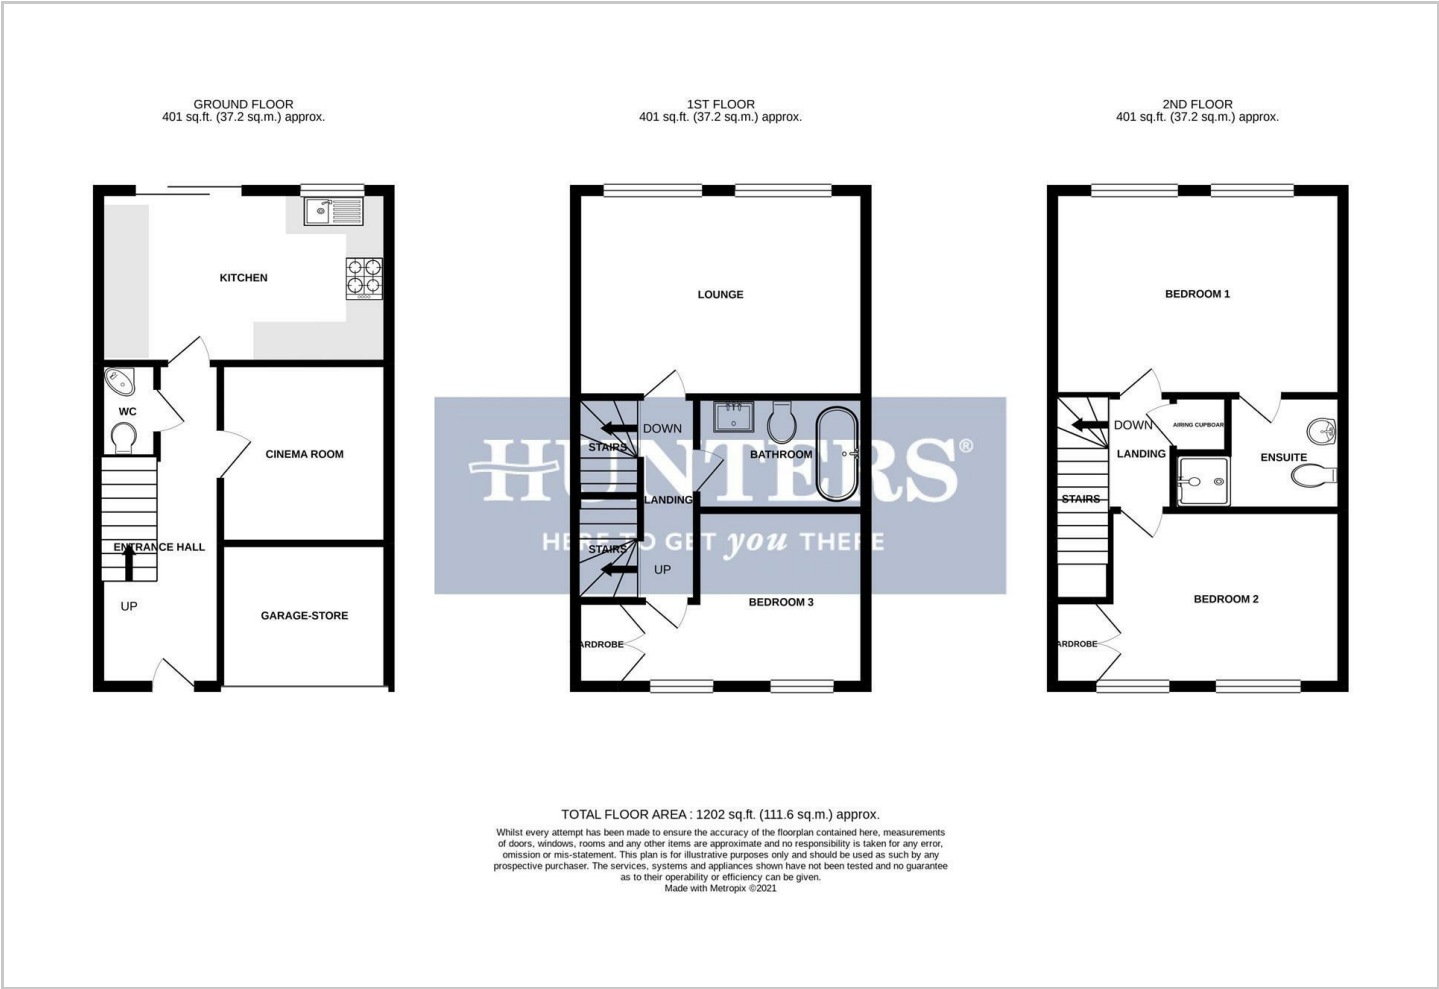 GROUND FLOOR
401 sq.ft. (37.2 sq.m.) approx.
1ST FLOOR
401 sq.ft. (37.2 sq.m.) approx.
2ND FLOOR
401 sq.ft. (37.2 sq.m.) approx.
KITCHEN
WC
CINEMA ROOM
ENTRANCE HALL
UP
GARAGE-STORE
LOUNGE
DOWN
STAIRS
BATHROOM
LANDING
STAIRS
UP
BEDROOM 3
ARDROBE
HUNTERS®
HERE TO GET you THERE
BEDROOM 1
DOWN
AIRING CUPBOAR
LANDING
ENSUITE
STAIRS
BEDROOM 2
ARDROBE
TOTAL FLOOR AREA : 1202 sq.ft. (111.6 sq.m.) approx.
Whilst every attempt has been made to ensure the accuracy of the floorplan contained here, measurements
of doors, windows, rooms and any other items are approximate and no responsibility is taken for any error,
omission or mis-statement. This plan is for illustrative purposes only and should be used as such by any
prospective purchaser. The services, systems and appliances shown have not been tested and no guarantee
as to their operability or efficiency can be given.
Made with Metropix ©2021